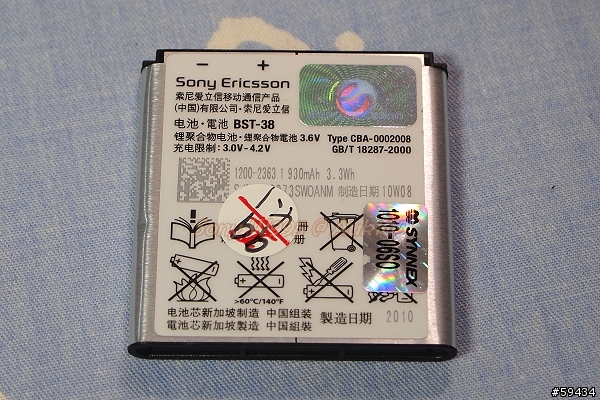 − +
Sony Ericsson
索尼爱立信移动通信产品
(中国)有限公司·索尼爱立信
电池·電池 BST-38
锂聚合物电池·鋰聚合物電池 3.6V Type CBA-0002008
充电限制: 3.0V-4.2V GB/T 18287-2000
1200-2363 1 930mAh 3.3Wh
SWOANM 制造日期 10W08
册
冊
>60°C/140°F
电池芯新加坡制造 中国组装
電池芯新加坡製造 中國組裝
製造日期 2010
SYNNEX
#59434